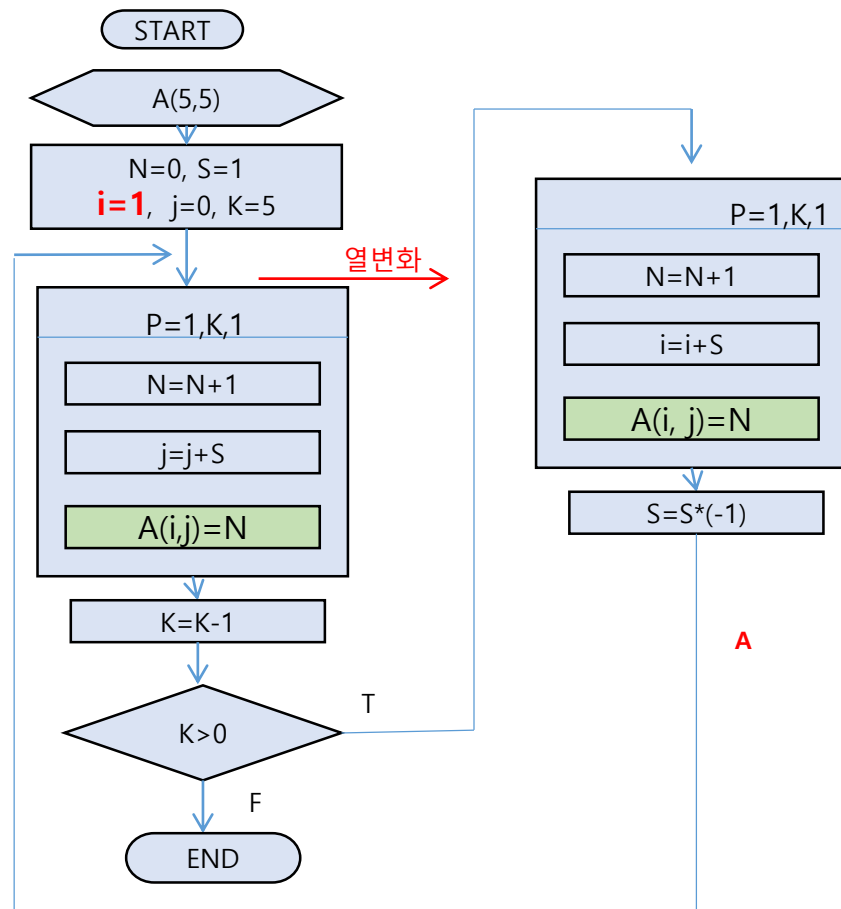 START
A(5,5)
N=0, S=1
i=1, j=0, K=5
열변화
P=1,K,1
N=N+1
j=j+S
A(i,j)=N
K=K-1
K>0
T
F
END
P=1,K,1
N=N+1
i=i+S
A(i, j)=N
S=S*(-1)
A